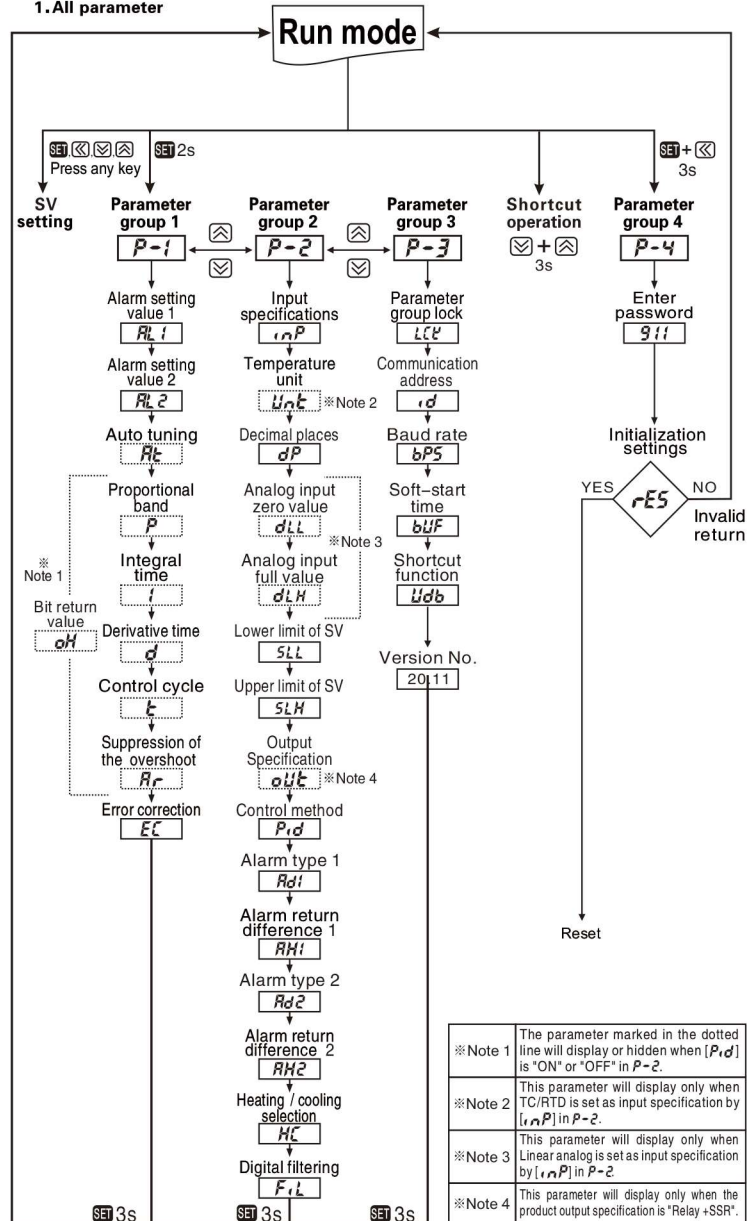 1.All parameter
Run mode
SET, , , 
Press any key
SET 2s
SET +
3s
SV
setting
Parameter
group 1
P-1
Alarm setting
value 1
AL1
Alarm setting
value 2
AL2
Auto tuning
At
Proportional
band
P
※
Note 1
Integral
time
I
Bit return
value
oH
Derivative time
d
Control cycle
t
Suppression of
the overshoot
Ar
Error correction
EC
SET 3s
Parameter
group 2
P-2
Input
specifications
inP
Temperature
unit
Unt
※Note 2
Decimal places
dP
Analog input
zero value
dLL
※Note 3
Analog input
full value
dLH
Lower limit of SV
SLL
Upper limit of SV
SLH
Output
Specification
oUt
※Note 4
Control method
Pid
Alarm type 1
Ad1
Alarm return
difference 1
AH1
Alarm type 2
Ad2
Alarm return
difference 2
AH2
Heating / cooling
selection
HC
Digital filtering
FiL
SET 3s
Parameter
group 3
P-3
Parameter
group lock
LCK
Communication
address
id
Baud rate
bPS
Soft-start
time
bUF
Shortcut
function
Udb
Version No.
20.11
SET 3s
Shortcut
operation
+
3s
Parameter
group 4
P-4
Enter
password
911
Initialization
settings
YES
rES
NO
Invalid
return
Reset
※Note 1
The parameter marked in the dotted
line will display or hidden when [Pid]
is "ON" or "OFF" in P-2.
※Note 2
This parameter will display only when
TC/RTD is set as input specification by
[inP] in P-2.
※Note 3
This parameter will display only when
Linear analog is set as input specification
by [inP] in P-2
※Note 4
This parameter will display only when the
product output specification is "Relay +SSR".